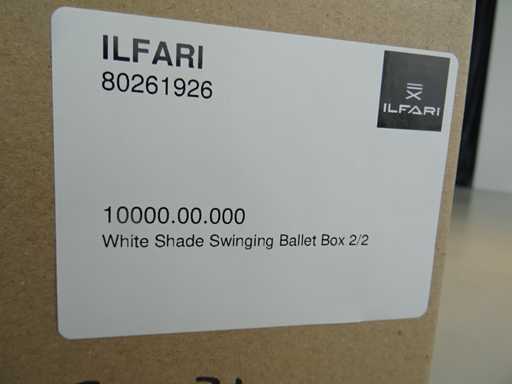 ILFARI
80261926
ILFARI
10000.00.000
White Shade Swinging Ballet Box 2/2